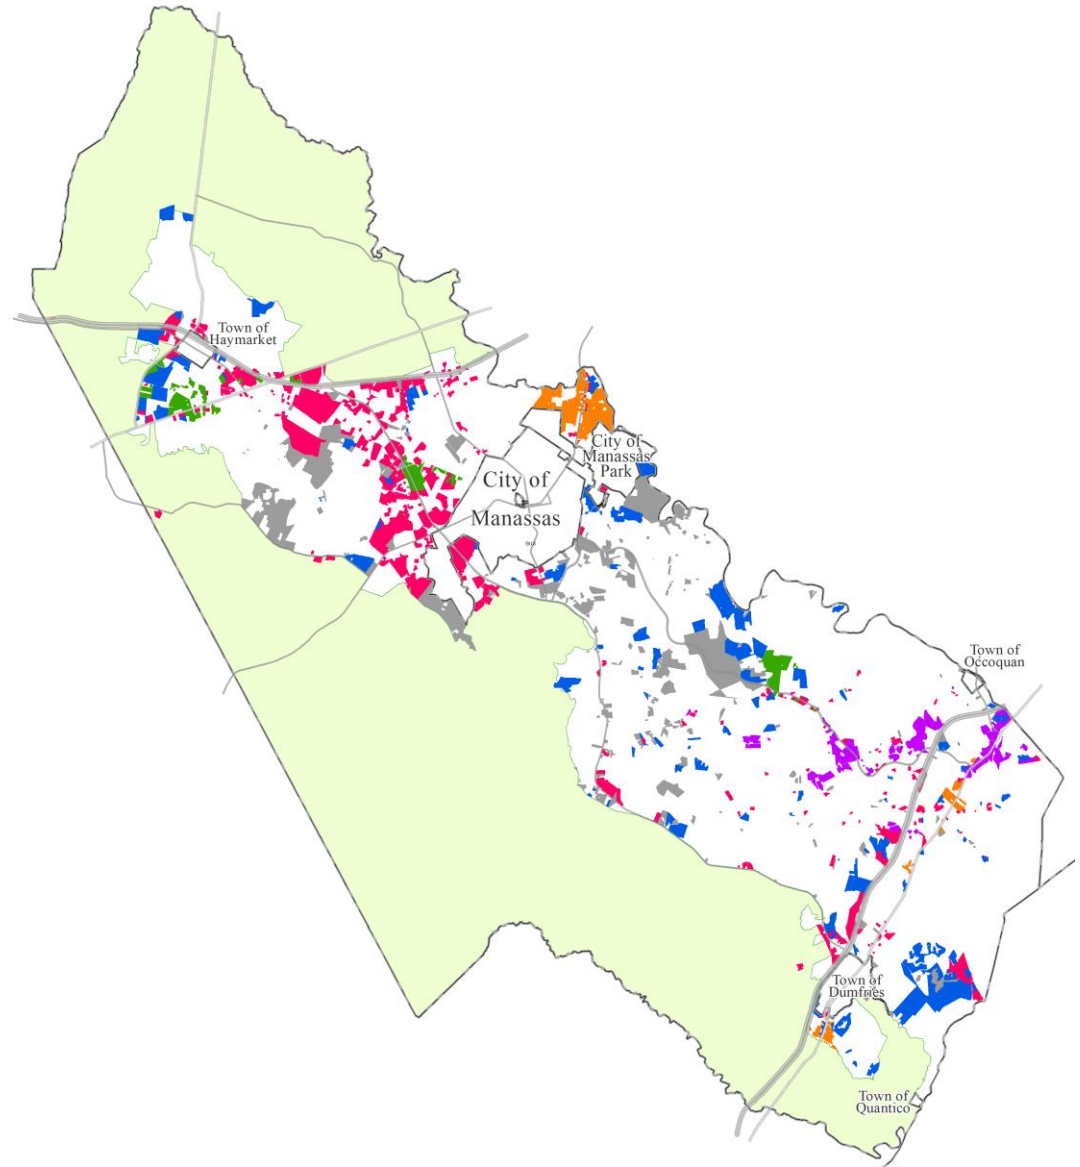 Town of
Haymarket
City of
Manassas
Park
City of
Manassas
Town of
Occoquan
Town of
Dumfries
Town of
Quantico